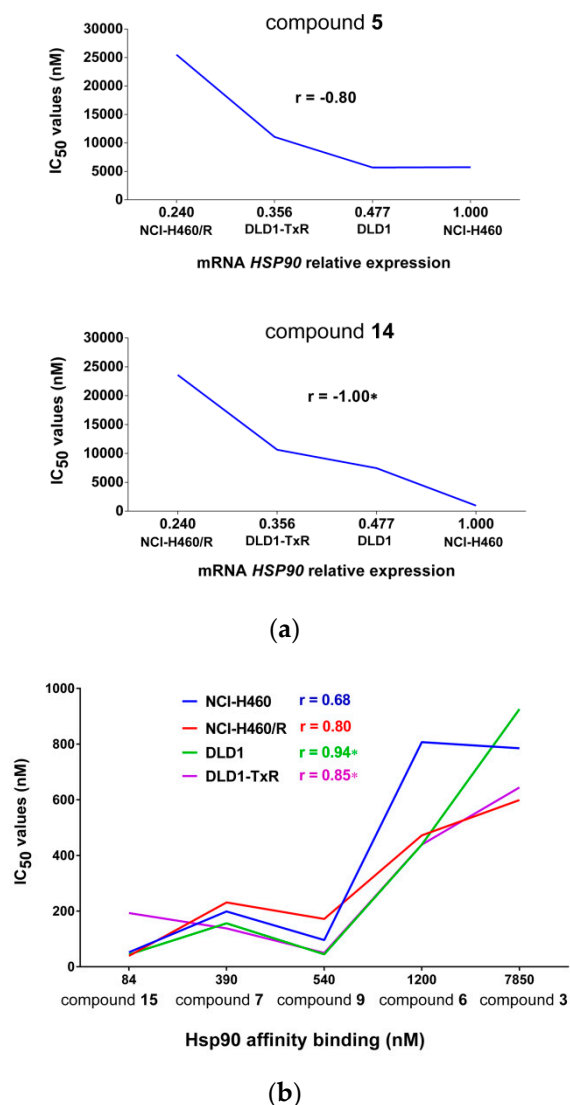 compound 5
IC50 values (nM)
30000
25000
20000
15000
10000
5000
0
r = -0.80
0.240 0.356 0.477 1.000
NCI-H460/R DLD1-TxR DLD1 NCI-H460
mRNA HSP90 relative expression
compound 14
IC50 values (nM)
30000
25000
20000
15000
10000
5000
0
r = -1.00*
0.240 0.356 0.477 1.000
NCI-H460/R DLD1-TxR DLD1 NCI-H460
mRNA HSP90 relative expression
(a)
IC50 values (nM)
1000
800
600
400
200
0
NCI-H460 r = 0.68
NCI-H460/R r = 0.80
DLD1 r = 0.94*
DLD1-TxR r = 0.85*
84 390 540 1200 7850
compound 15 compound 7 compound 9 compound 6 compound 3
Hsp90 affinity binding (nM)
(b)